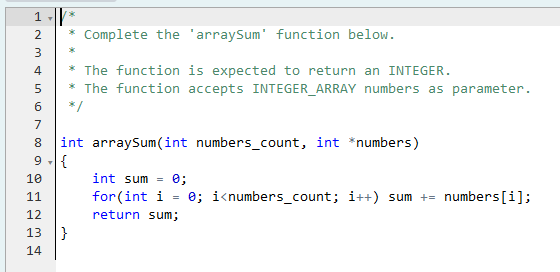 1 /*
2  * Complete the 'arraySum' function below.
3  *
4  * The function is expected to return an INTEGER.
5  * The function accepts INTEGER_ARRAY numbers as parameter.
6  */
7
8 int arraySum(int numbers_count, int *numbers)
9 {
10     int sum = 0;
11     for(int i = 0; i<numbers_count; i++) sum += numbers[i];
12     return sum;
13 }
14